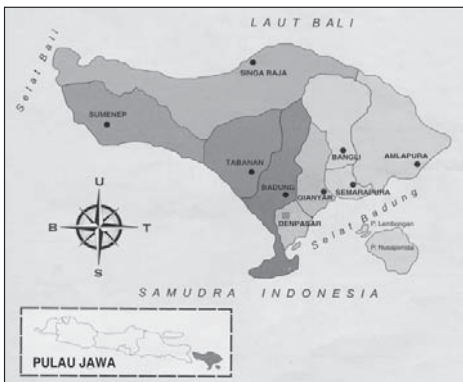 LAUT BALI
Selat Bali
SINGA RAJA
SUMENEP
TABANAN
BANGLI
AMLAPURA
BADUNG
GIANYAR
SEMARAPURA
DENPASAR
Selat Badung
P. Lembongan
P. Nusapenida
U
B T
S
SAMUDRA INDONESIA
PULAU JAWA